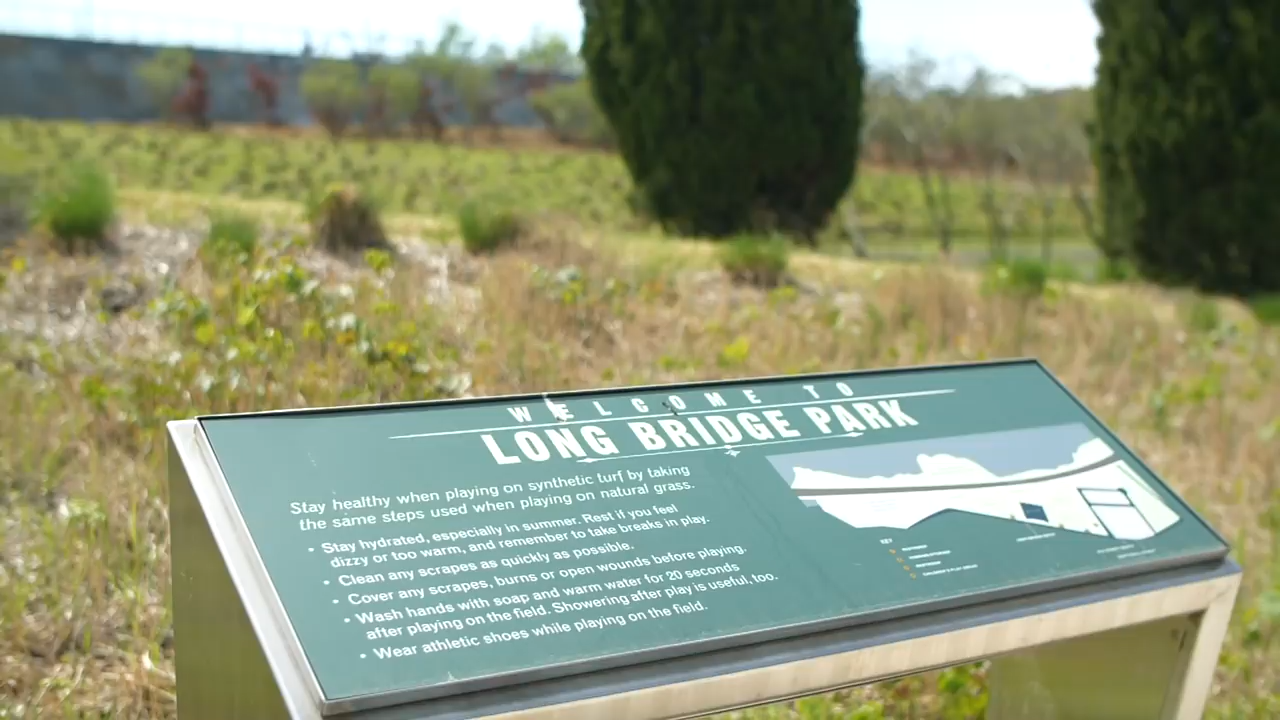 WELCOME TO
LONG BRIDGE PARK
Stay healthy when playing on synthetic turf by taking
the same steps used when playing on natural grass.
• Stay hydrated, especially in summer. Rest if you feel
dizzy or too warm, and remember to take breaks in play.
• Clean any scrapes as quickly as possible.
• Cover any scrapes, burns or open wounds before playing.
• Wash hands with soap and warm water for 20 seconds
after playing on the field. Showering after play is useful, too.
• Wear athletic shoes while playing on the field.
KEY